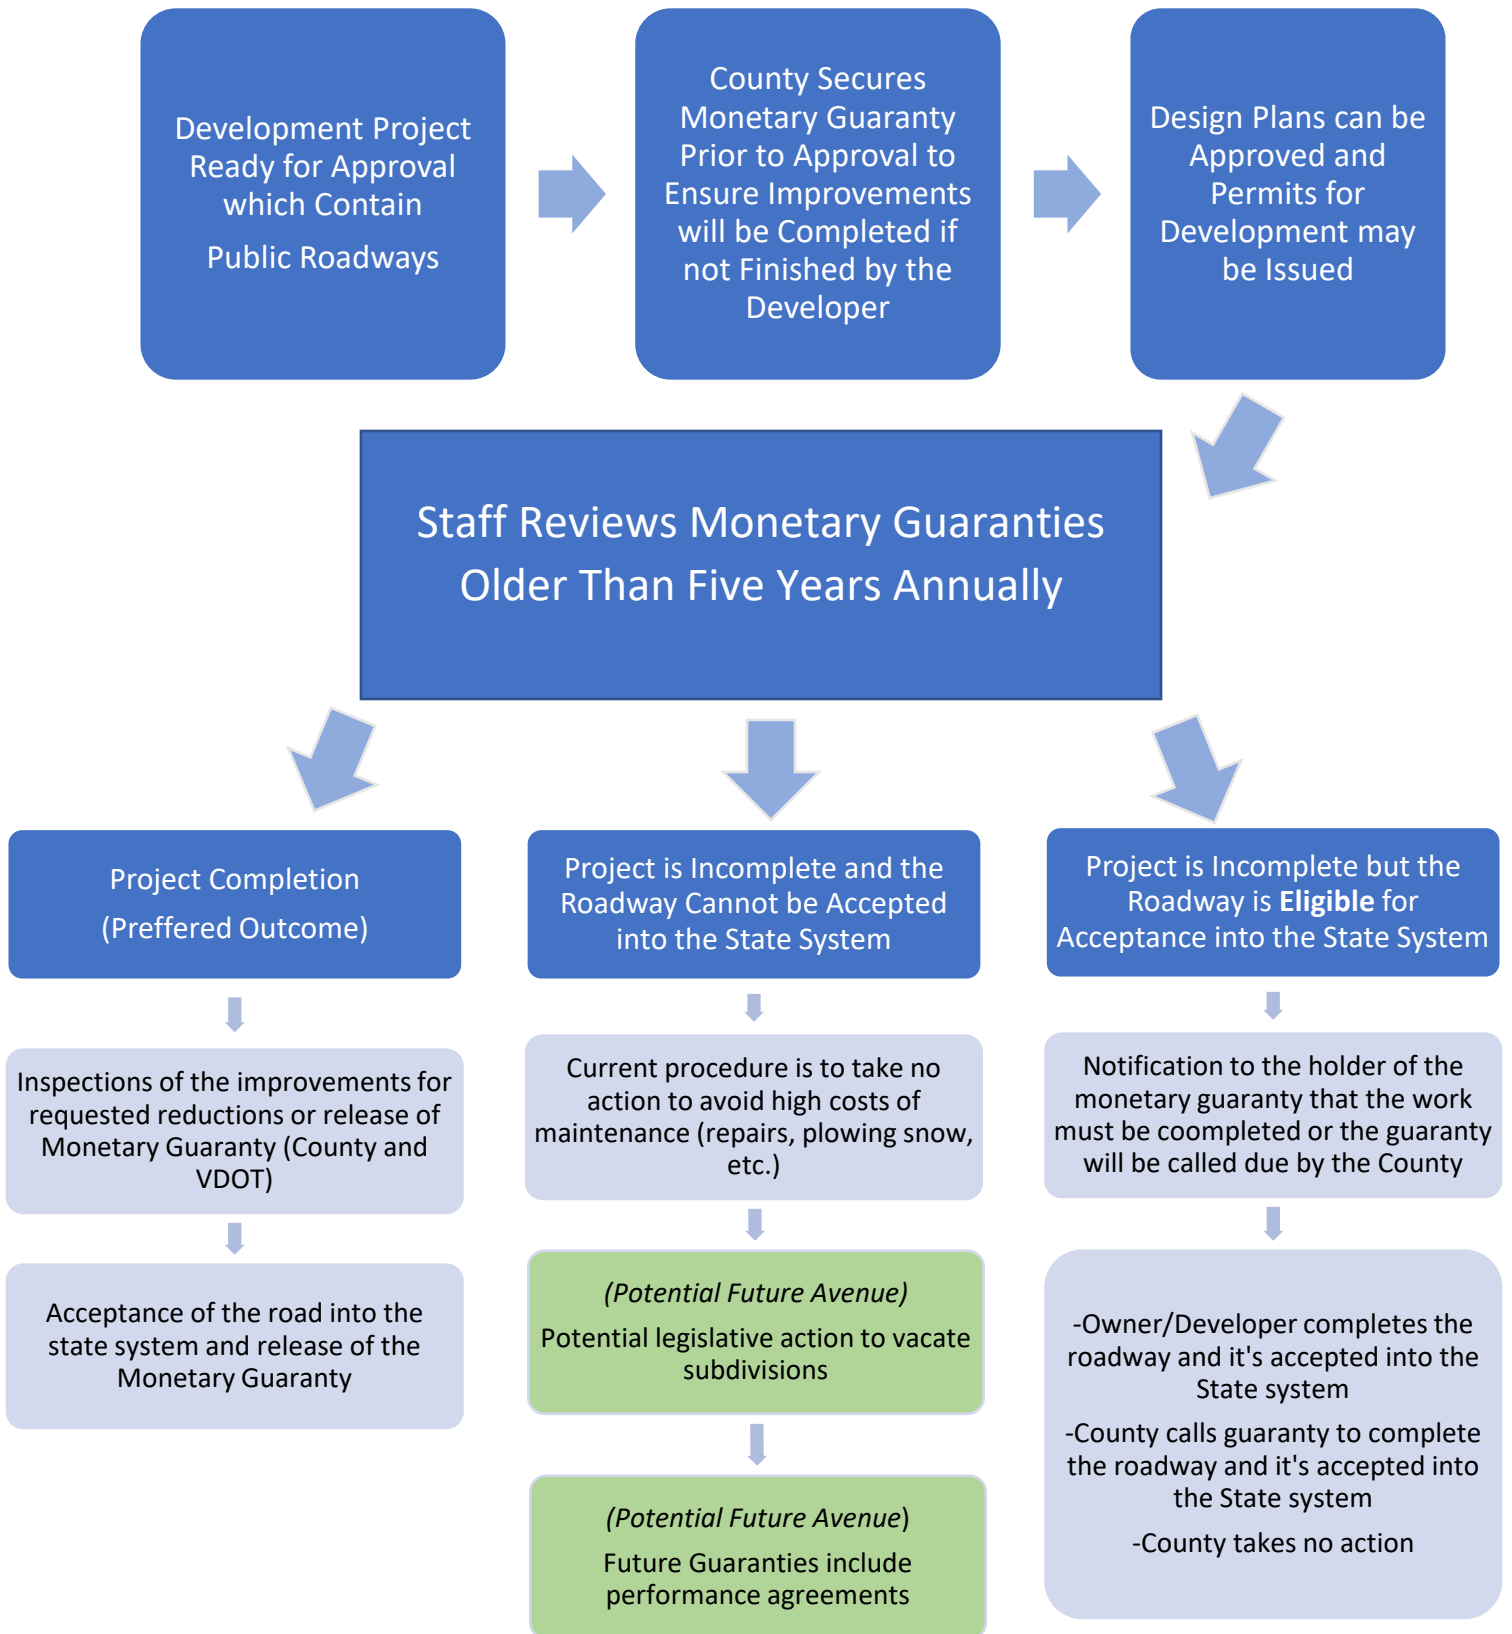 Development Project
Ready for Approval
which Contain
Public Roadways
County Secures
Monetary Guaranty
Prior to Approval to
Ensure Improvements
will be Completed if
not Finished by the
Developer
Design Plans can be
Approved and
Permits for
Development may
be Issued
Staff Reviews Monetary Guaranties
Older Than Five Years Annually
Project Completion
(Preffered Outcome)
Inspections of the improvements for
requested reductions or release of
Monetary Guaranty (County and
VDOT)
Acceptance of the road into the
state system and release of the
Monetary Guaranty
Project is Incomplete and the
Roadway Cannot be Accepted
into the State System
Current procedure is to take no
action to avoid high costs of
maintenance (repairs, plowing snow,
etc.)
(Potential Future Avenue)
Potential legislative action to vacate
subdivisions
(Potential Future Avenue)
Future Guaranties include
performance agreements
Project is Incomplete but the
Roadway is Eligible for
Acceptance into the State System
Notification to the holder of the
monetary guaranty that the work
must be coompleted or the guaranty
will be called due by the County
-Owner/Developer completes the
roadway and it's accepted into the
State system
-County calls guaranty to complete
the roadway and it's accepted into
the State system
-County takes no action